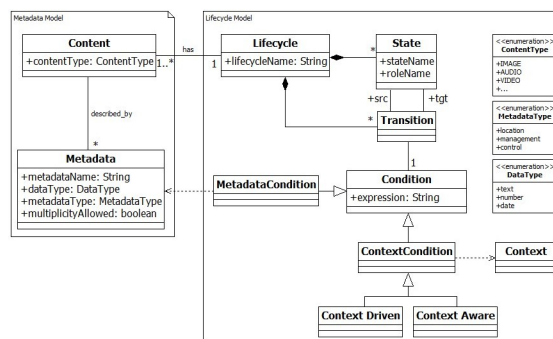 Metadata Model
Lifecycle Model
Content
+contentType: ContentType
1..*
has
1
Lifecycle
+lifecycleName: String
*
State
+stateName
+roleName
<<enumeration>>
ContentType
+IMAGE
+AUDIO
+VIDEO
+...
described_by
*
+src
+tgt
*
Transition
<<enumeration>>
MetadataType
+location
+management
+control
1
Metadata
+metadataName: String
+dataType: DataType
+metadataType: MetadataType
+multiplicityAllowed: boolean
MetadataCondition
Condition
+expression: String
<<enumeration>>
DataType
+text
+number
+date
ContextCondition
Context
Context Driven
Context Aware